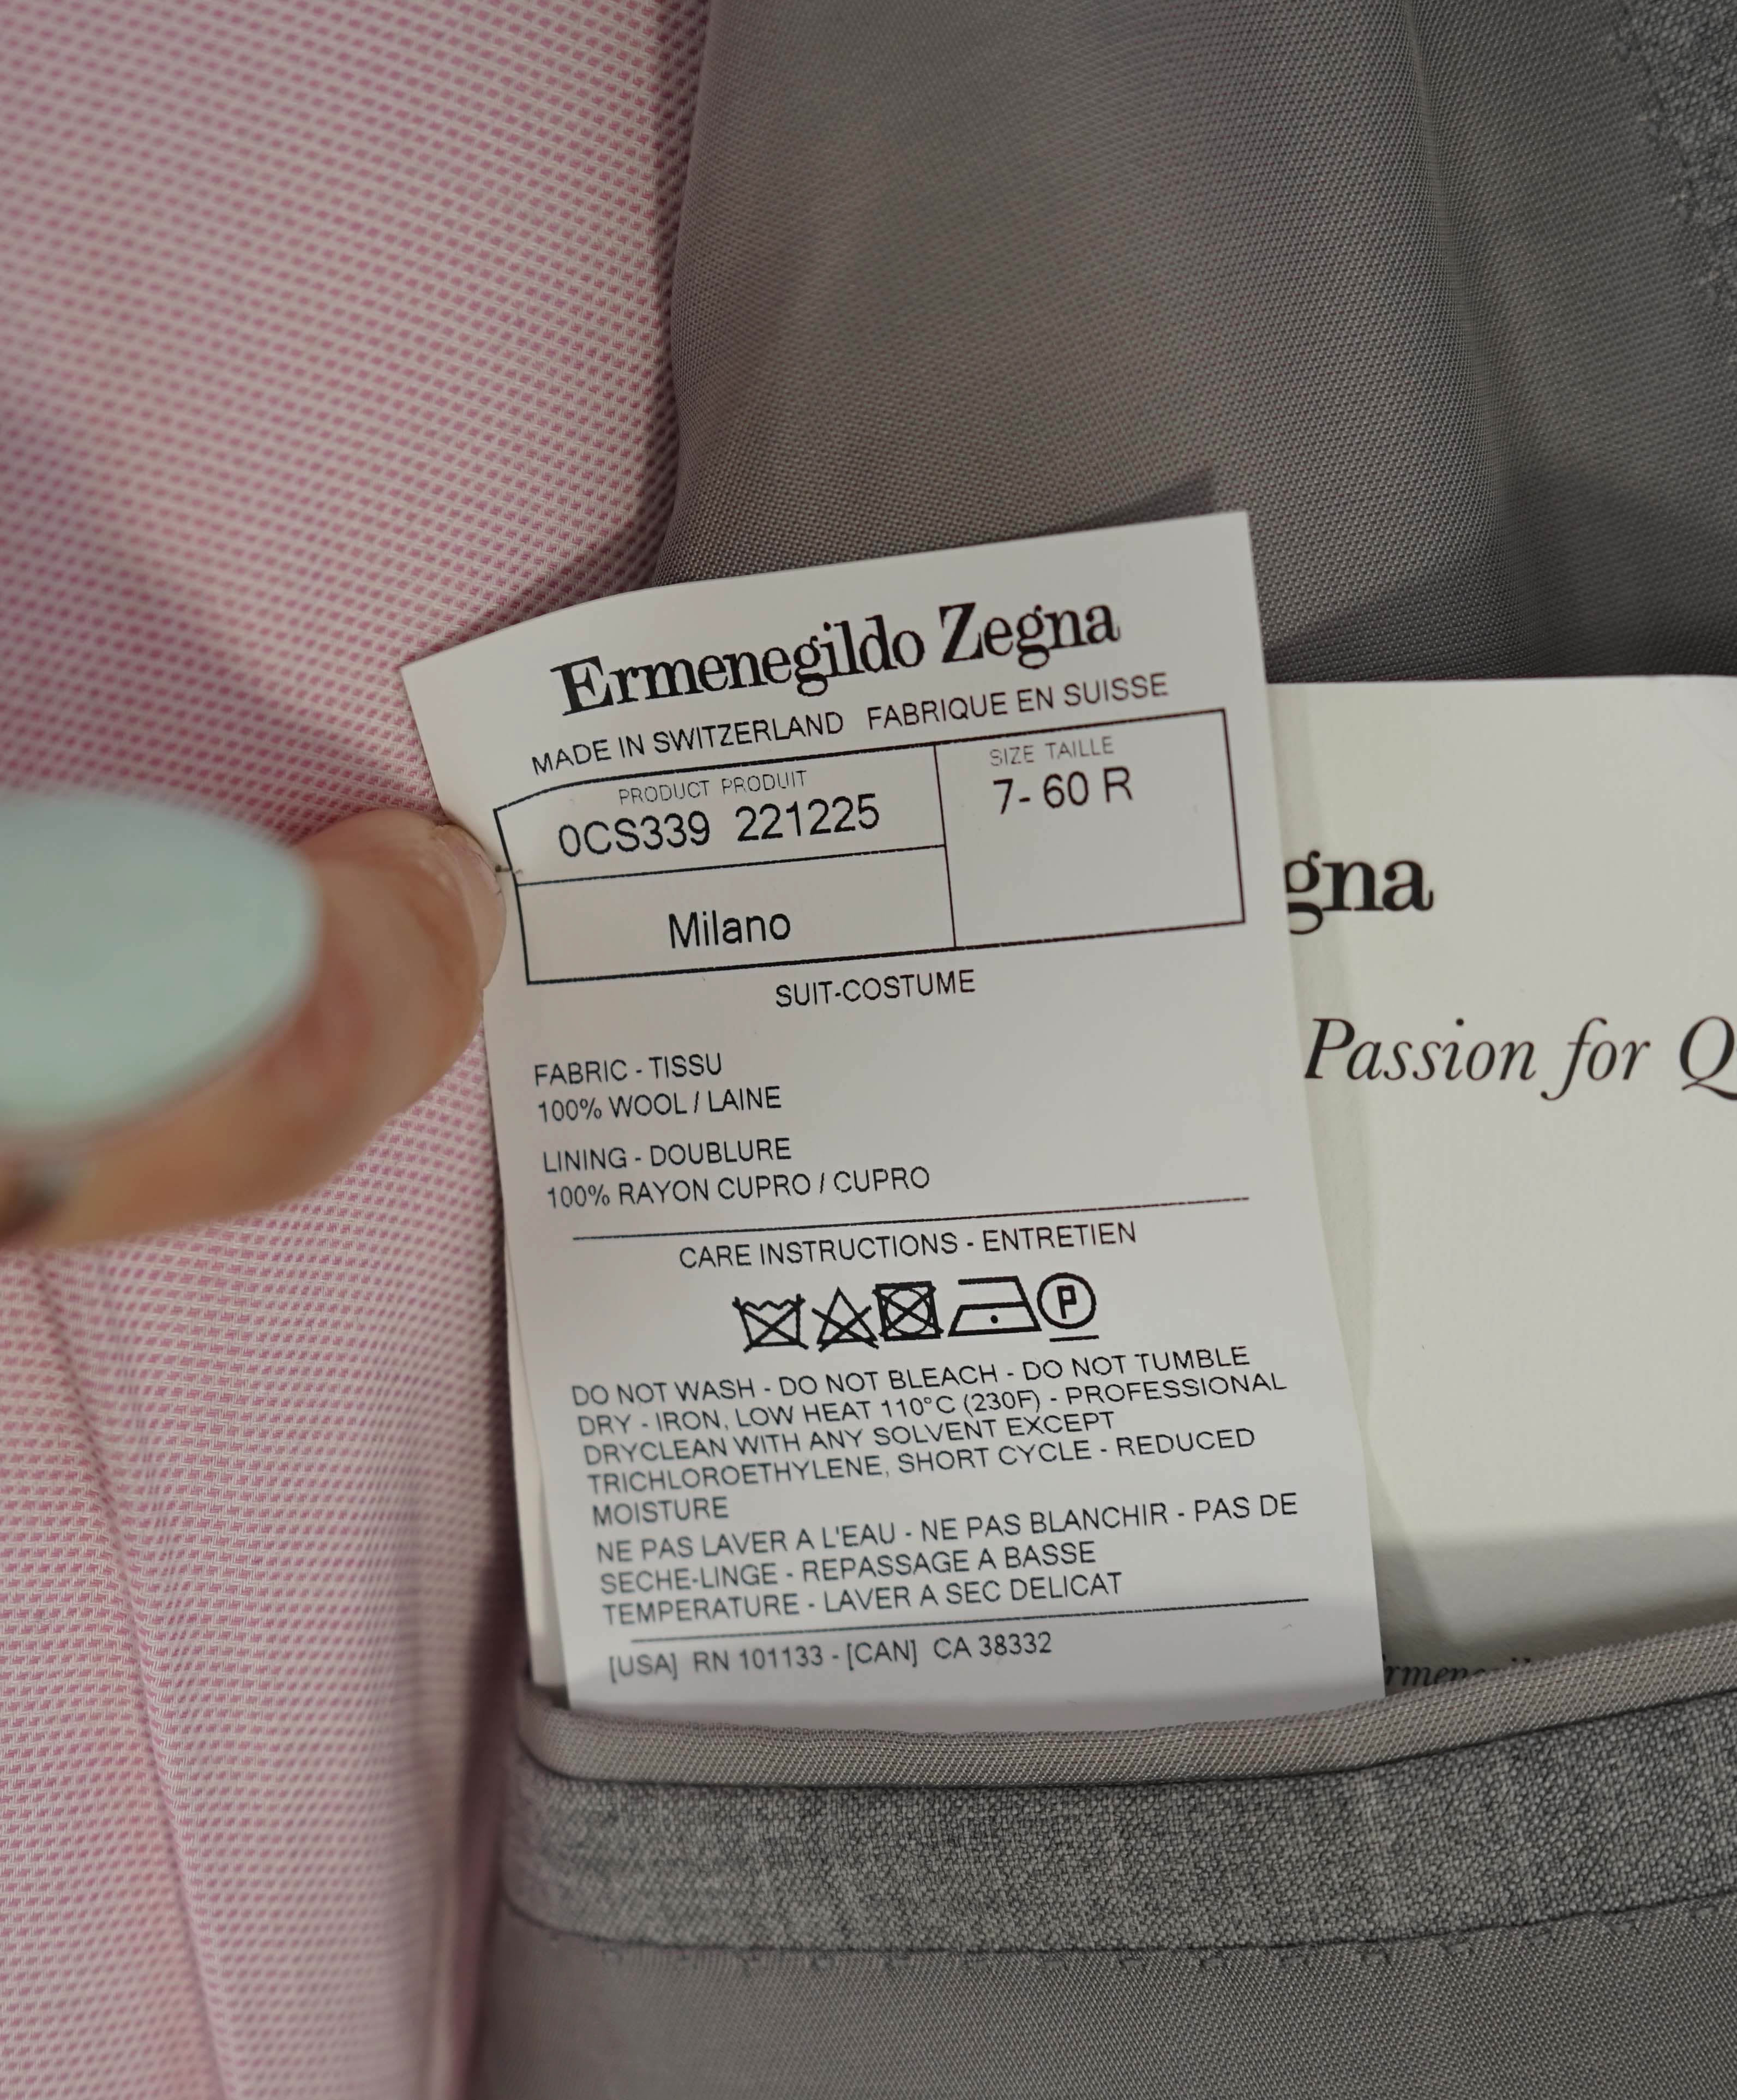 Ermenegildo Zegna
MADE IN SWITZERLAND FABRIQUE EN SUISSE
PRODUCT PRODUIT
0CS339 221225
SIZE TAILLE
7- 60 R
Milano
SUIT-COSTUME
FABRIC - TISSU
100% WOOL / LAINE
LINING - DOUBLURE
100% RAYON CUPRO / CUPRO
CARE INSTRUCTIONS - ENTRETIEN
P
DO NOT WASH - DO NOT BLEACH - DO NOT TUMBLE
DRY - IRON, LOW HEAT 110°C (230F) - PROFESSIONAL
DRYCLEAN WITH ANY SOLVENT EXCEPT
TRICHLOROETHYLENE, SHORT CYCLE - REDUCED
MOISTURE
NE PAS LAVER A L'EAU - NE PAS BLANCHIR - PAS DE
SECHE-LINGE - REPASSAGE A BASSE
TEMPERATURE - LAVER A SEC DELICAT
[USA] RN 101133 - [CAN] CA 38332
gna
Passion for Q